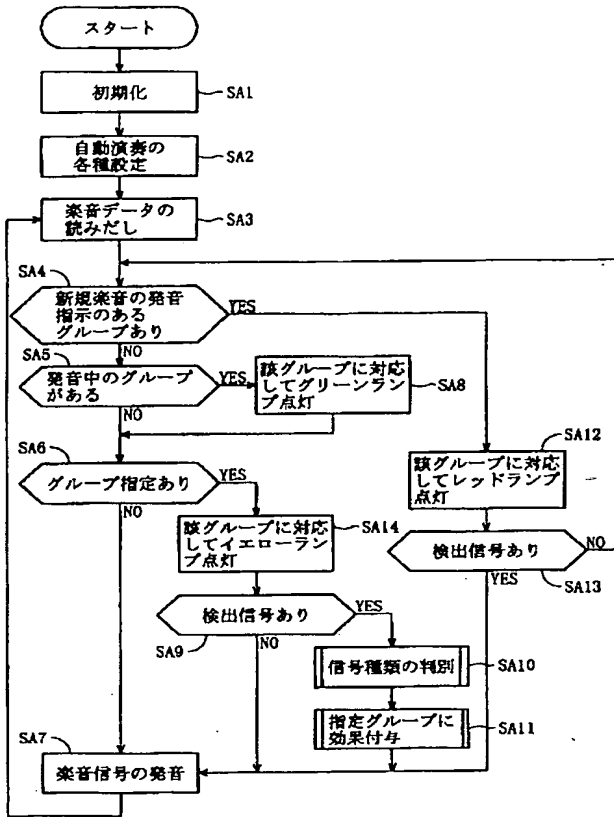 スタート
初期化
SA1
自動演奏の
各種設定
SA2
楽音データの
読みだし
SA3
SA4
新規楽音の発音
指示のある
グループあり
YES
NO
SA5
発音中のグループ
がある
YES
NO
該グループに対応
してグリーンラン
プ点灯
SA8
SA6
グループ指定あり
YES
NO
該グループに対応
してイエローラン
プ点灯
SA14
SA12
該グループに対応
してレッドランプ
点灯
検出信号あり
NO
YES
SA13
検出信号あり
YES
NO
SA9
信号種類の判別
SA10
指定グループに
効果付与
SA11
SA7
楽音信号の発音